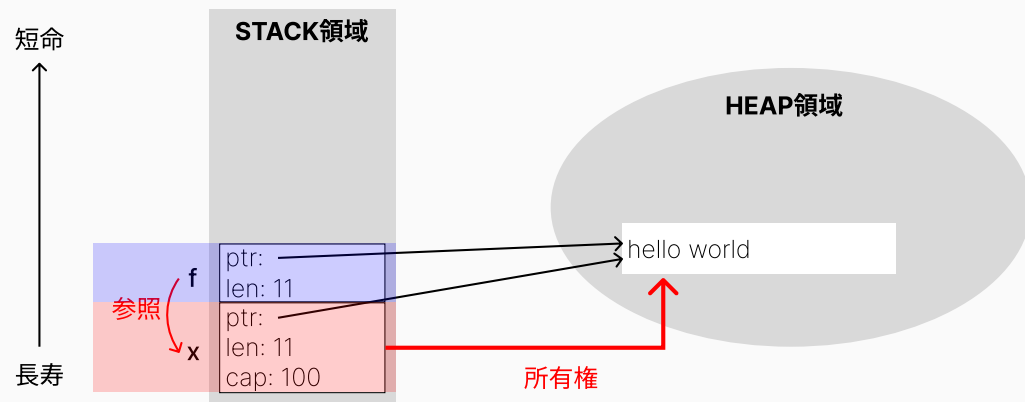 短命
STACK領域
HEAP領域
hello world
f
ptr:
len: 11
参照
x
ptr:
len: 11
cap: 100
長寿
所有権